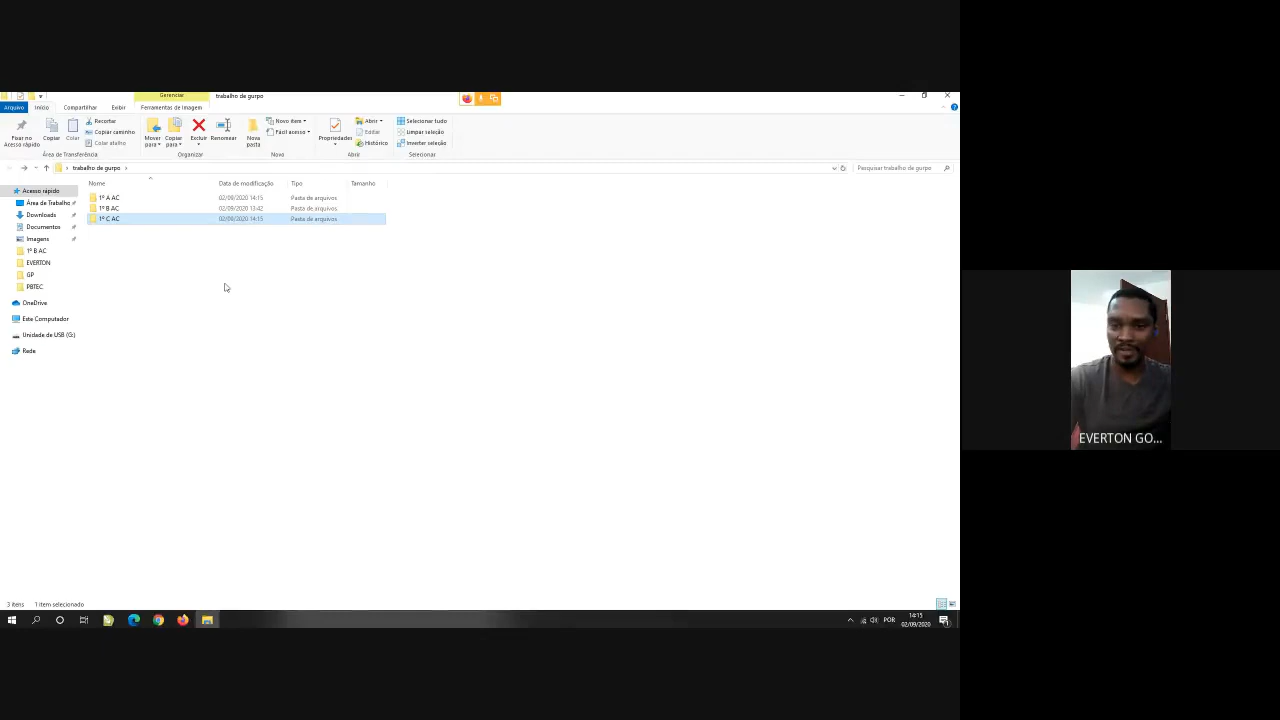 Gerenciar
trabalho de gurpo
Arquivo Início Compartilhar Exibir Ferramentas de Imagem
Fixar no Acesso rápido
Copiar
Colar
Recortar
Copiar caminho
Colar atalho
Área de Transferência
Mover para
Copiar para
Excluir
Renomear
Organizar
Nova pasta
Novo item
Fácil acesso
Novo
Propriedades
Abrir
Editar
Histórico
Abrir
Selecionar tudo
Limpar seleção
Inverter seleção
Selecionar
› trabalho de gurpo ›
Pesquisar trabalho de gurpo
Nome Data de modificação Tipo Tamanho
1º A AC 02/09/2020 14:15 Pasta de arquivos
1º B AC 02/09/2020 13:42 Pasta de arquivos
1º C AC 02/09/2020 14:15 Pasta de arquivos
Acesso rápido
Área de Trabalho
Downloads
Documentos
Imagens
1º B AC
EVERTON
GP
PBTEC
OneDrive
Este Computador
Unidade de USB (G:)
Rede
EVERTON GO...
3 itens 1 item selecionado
POR
14:15
02/09/2020